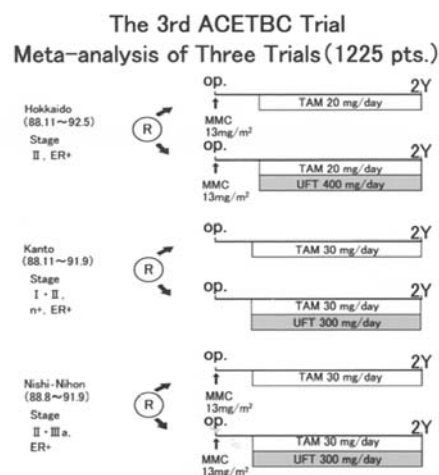 The 3rd ACETBC Trial
Meta-analysis of Three Trials(1225 pts.)
Hokkaido
(88.11~92.5)
Stage
Ⅱ, ER+
R
op.
2Y
TAM 20 mg/day
MMC
13mg/m²
op.
2Y
TAM 20 mg/day
UFT 400 mg/day
MMC
13mg/m²
Kanto
(88.11~91.9)
Stage
Ⅰ・Ⅱ,
n+, ER+
R
op.
2Y
TAM 30 mg/day
op.
2Y
TAM 30 mg/day
UFT 300 mg/day
Nishi-Nihon
(88.8~91.9)
Stage
Ⅱ・Ⅲa,
ER+
R
op.
2Y
TAM 30 mg/day
MMC
13mg/m²
op.
2Y
TAM 30 mg/day
UFT 300 mg/day
MMC
13mg/m²